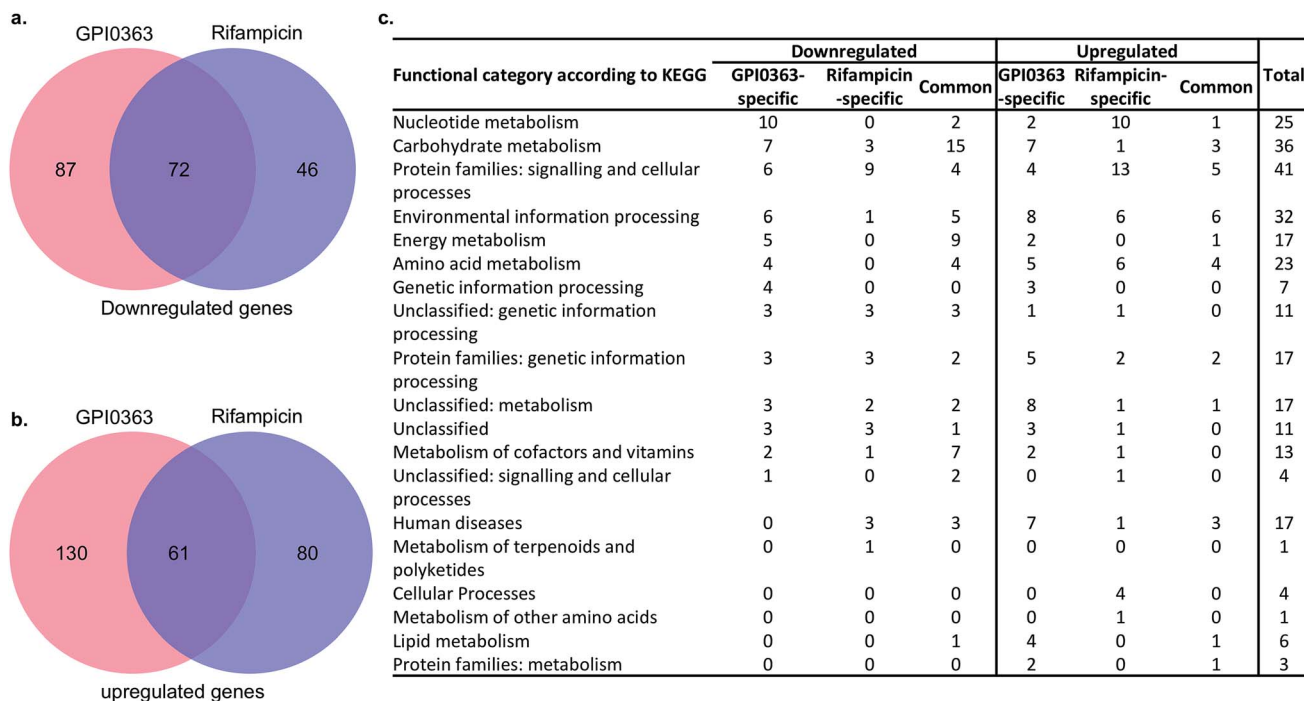 a.
GPI0363 Rifampicin
87 72 46
Downregulated genes
b.
GPI0363 Rifampicin
130 61 80
upregulated genes
c.
Downregulated Upregulated
Functional category according to KEGG GPI0363- Rifampicin Common GPI0363 Rifampicin- Common Total
specific -specific -specific specific
Nucleotide metabolism 10 0 2 2 10 1 25
Carbohydrate metabolism 7 3 15 7 1 3 36
Protein families: signalling and cellular 6 9 4 4 13 5 41
processes
Environmental information processing 6 1 5 8 6 6 32
Energy metabolism 5 0 9 2 0 1 17
Amino acid metabolism 4 0 4 5 6 4 23
Genetic information processing 4 0 0 3 0 0 7
Unclassified: genetic information 3 3 3 1 1 0 11
processing
Protein families: genetic information 3 3 2 5 2 2 17
processing
Unclassified: metabolism 3 2 2 8 1 1 17
Unclassified 3 3 1 3 1 0 11
Metabolism of cofactors and vitamins 2 1 7 2 1 0 13
Unclassified: signalling and cellular 1 0 2 0 1 0 4
processes
Human diseases 0 3 3 7 1 3 17
Metabolism of terpenoids and 0 1 0 0 0 0 1
polyketides
Cellular Processes 0 0 0 0 4 0 4
Metabolism of other amino acids 0 0 0 0 1 0 1
Lipid metabolism 0 0 1 4 0 1 6
Protein families: metabolism 0 0 0 2 0 1 3